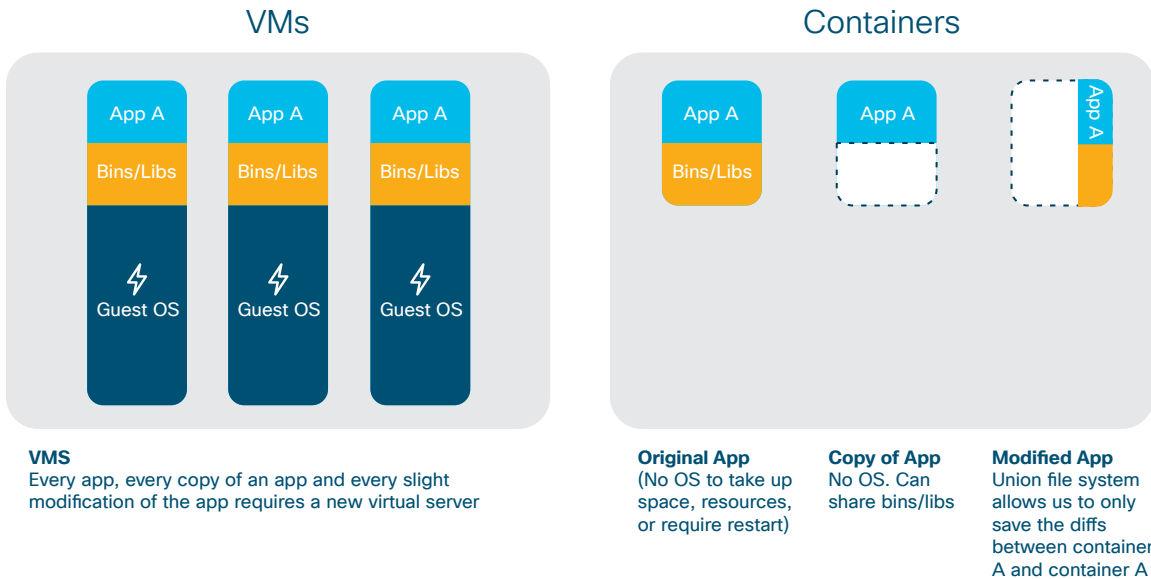 VMs
Containers
App A
App A
App A
Bins/Libs
Bins/Libs
Bins/Libs
Guest OS
Guest OS
Guest OS
App A
Bins/Libs
App A
App A
VMS
Every app, every copy of an app and every slight
modification of the app requires a new virtual server
Original App
(No OS to take up
space, resources,
or require restart)
Copy of App
No OS. Can
share bins/libs
Modified App
Union file system
allows us to only
save the diffs
between container
A and container A